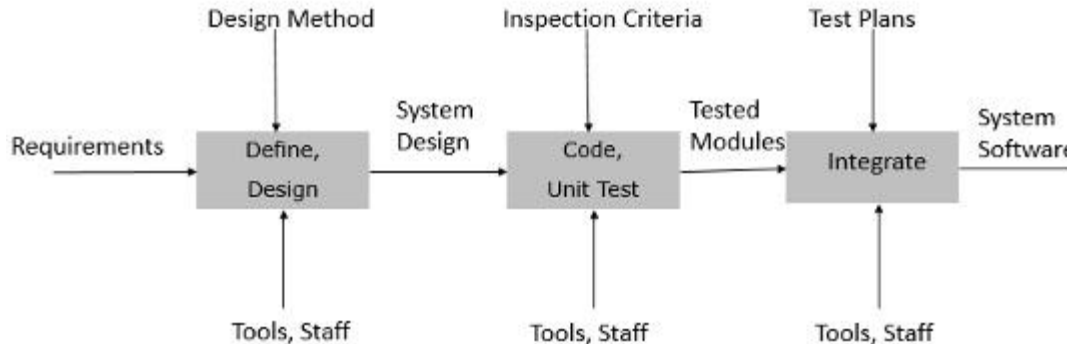 Design Method
Inspection Criteria
Test Plans
Requirements
Define,
Design
System
Design
Code,
Unit Test
Tested
Modules
Integrate
System
Software
Tools, Staff
Tools, Staff
Tools, Staff